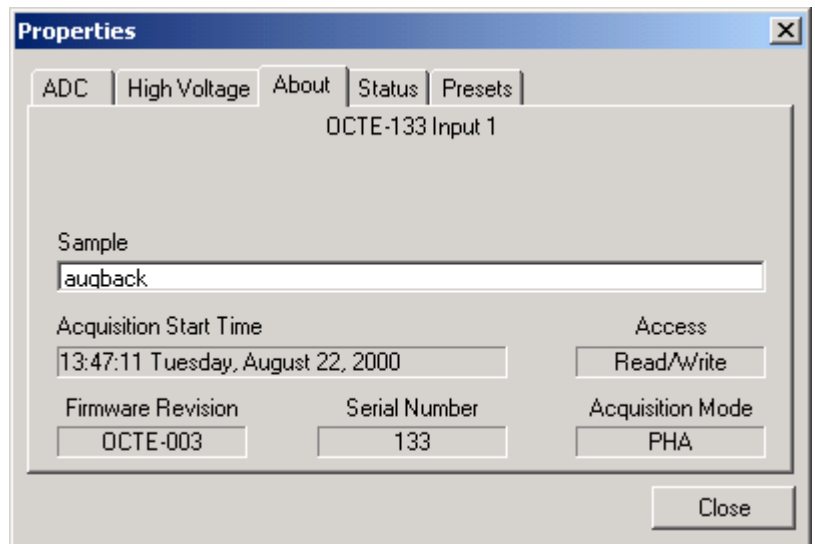 Properties
ADC High Voltage About Status Presets
OCTE-133 Input 1
Sample
augback
Acquisition Start Time Access
13:47:11 Tuesday, August 22, 2000 Read/Write
Firmware Revision Serial Number Acquisition Mode
OCTE-003 133 PHA
Close